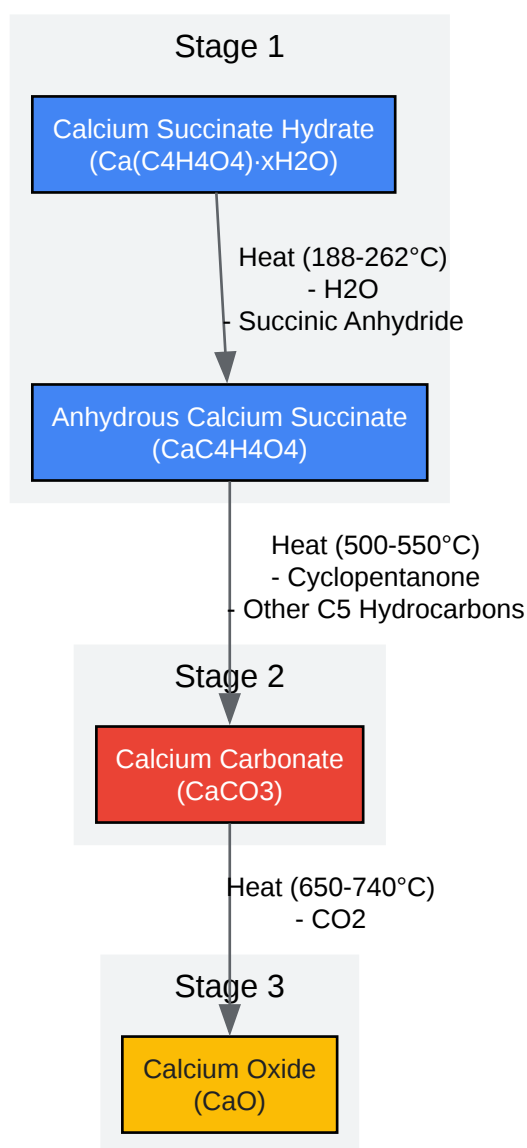 Stage 1
Calcium Succinate Hydrate
(Ca(C4H4O4)·xH2O)
Heat (188-262°C)
- H2O
- Succinic Anhydride
Anhydrous Calcium Succinate
(CaC4H4O4)
Heat (500-550°C)
- Cyclopentanone
- Other C5 Hydrocarbons
Stage 2
Calcium Carbonate
(CaCO3)
Heat (650-740°C)
- CO2
Stage 3
Calcium Oxide
(CaO)